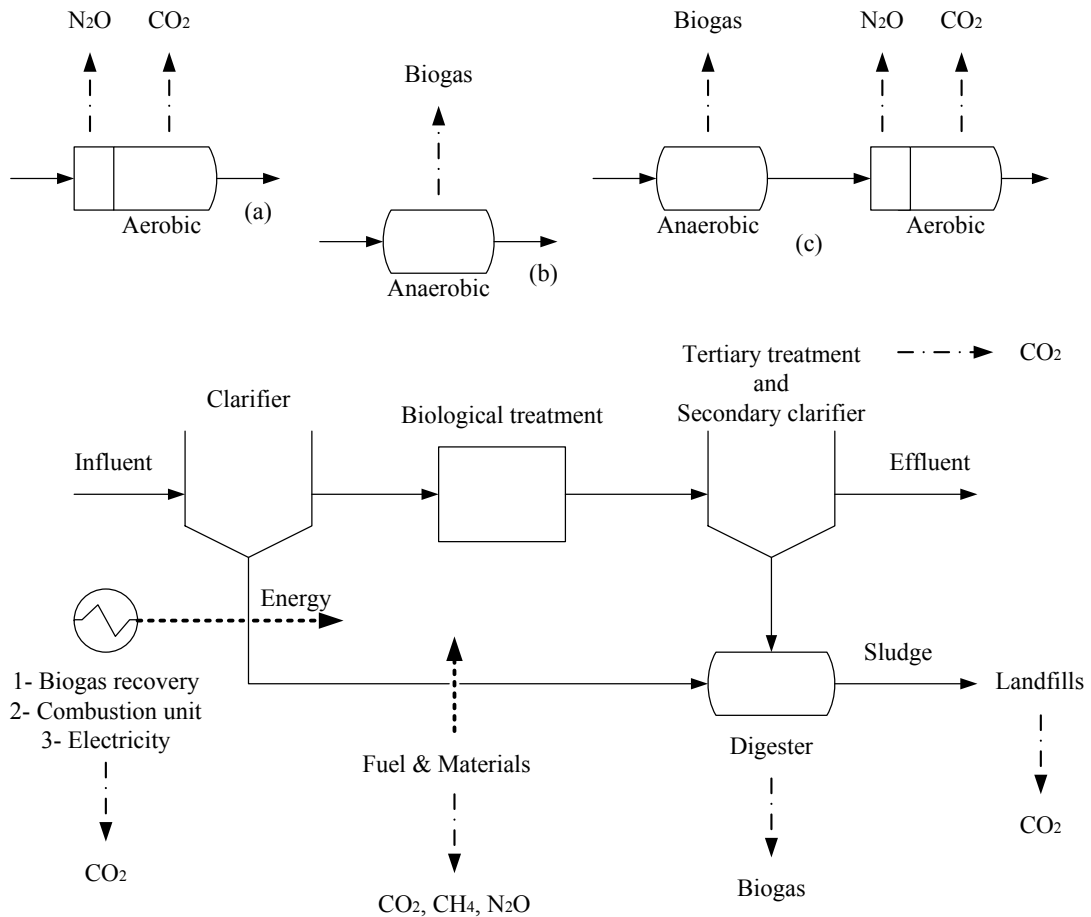 N2O
CO2
Aerobic
(a)
Biogas
Anaerobic
(b)
Biogas
N2O
CO2
Anaerobic
Aerobic
(c)
Tertiary treatment
and
Secondary clarifier
CO2
Clarifier
Biological treatment
Influent
Effluent
Energy
1- Biogas recovery
2- Combustion unit
3- Electricity
CO2
Fuel & Materials
CO2, CH4, N2O
Sludge
Landfills
Digester
Biogas
CO2